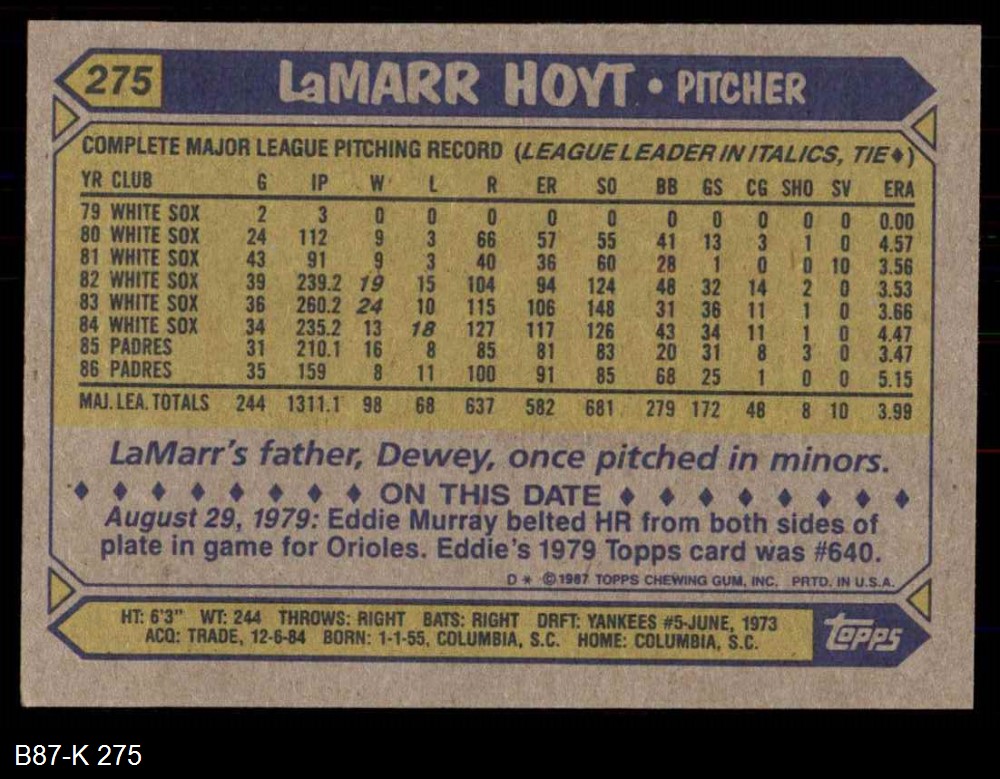 275 LaMARR HOYT • PITCHER
COMPLETE MAJOR LEAGUE PITCHING RECORD (LEAGUE LEADER IN ITALICS, TIE♦)
YR CLUB G IP W L R ER SO BB GS CG SHO SV ERA
79 WHITE SOX 2 3 0 0 0 0 0 0 0 0 0 0 0.00
80 WHITE SOX 24 112 9 3 66 57 55 41 13 3 1 0 4.57
81 WHITE SOX 43 91 9 3 40 36 60 28 1 0 0 10 3.56
82 WHITE SOX 39 239.2 19 15 104 94 124 48 32 14 2 0 3.53
83 WHITE SOX 36 260.2 24 10 115 106 148 31 36 11 1 0 3.66
84 WHITE SOX 34 235.2 13 18 127 117 126 43 34 11 1 0 4.47
85 PADRES 31 210.1 16 8 85 81 83 20 31 8 3 0 3.47
86 PADRES 35 159 8 11 100 91 85 68 25 1 0 0 5.15
MAJ. LEA. TOTALS 244 1311.1 98 68 637 582 681 279 172 48 8 10 3.99
LaMarr's father, Dewey, once pitched in minors.
♦ ♦ ♦ ♦ ♦ ♦ ♦ ♦ ON THIS DATE ♦ ♦ ♦ ♦ ♦ ♦ ♦ ♦
August 29, 1979: Eddie Murray belted HR from both sides of
plate in game for Orioles. Eddie's 1979 Topps card was #640.
D * ©1987 TOPPS CHEWING GUM, INC. PRTD. IN U.S.A.
HT: 6'3" WT: 244 THROWS: RIGHT BATS: RIGHT DRFT: YANKEES #5-JUNE, 1973
ACQ: TRADE, 12-6-84 BORN: 1-1-55, COLUMBIA, S.C. HOME: COLUMBIA, S.C.
topps
B87-K 275